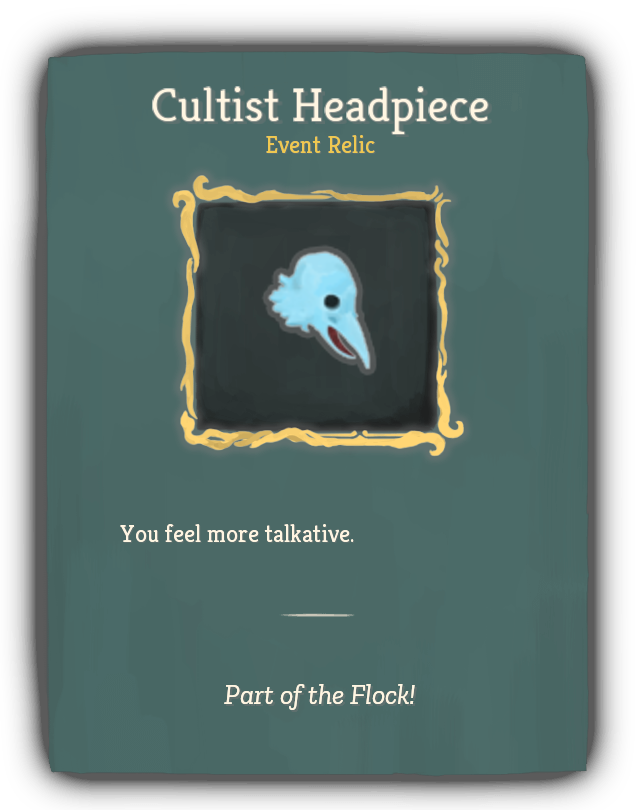 Cultist Headpiece
Event Relic
You feel more talkative.
Part of the Flock!